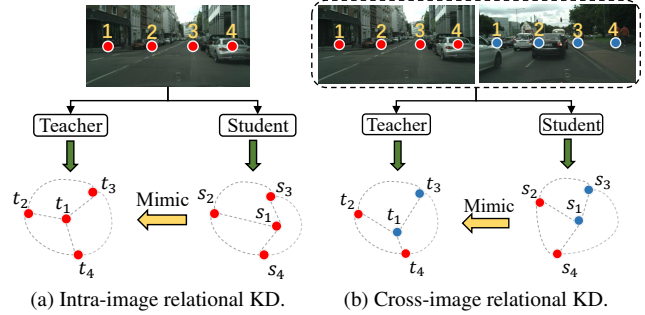 1 2 3 4
1 2 3 4
1 2 3 4
Teacher Student
Teacher Student
t₂ t₁ t₃ t₄
Mimic
s₂ s₃ s₁ s₄
t₂ t₃ t₁ t₄
Mimic
s₂ s₃ s₁ s₄
(a) Intra-image relational KD.
(b) Cross-image relational KD.